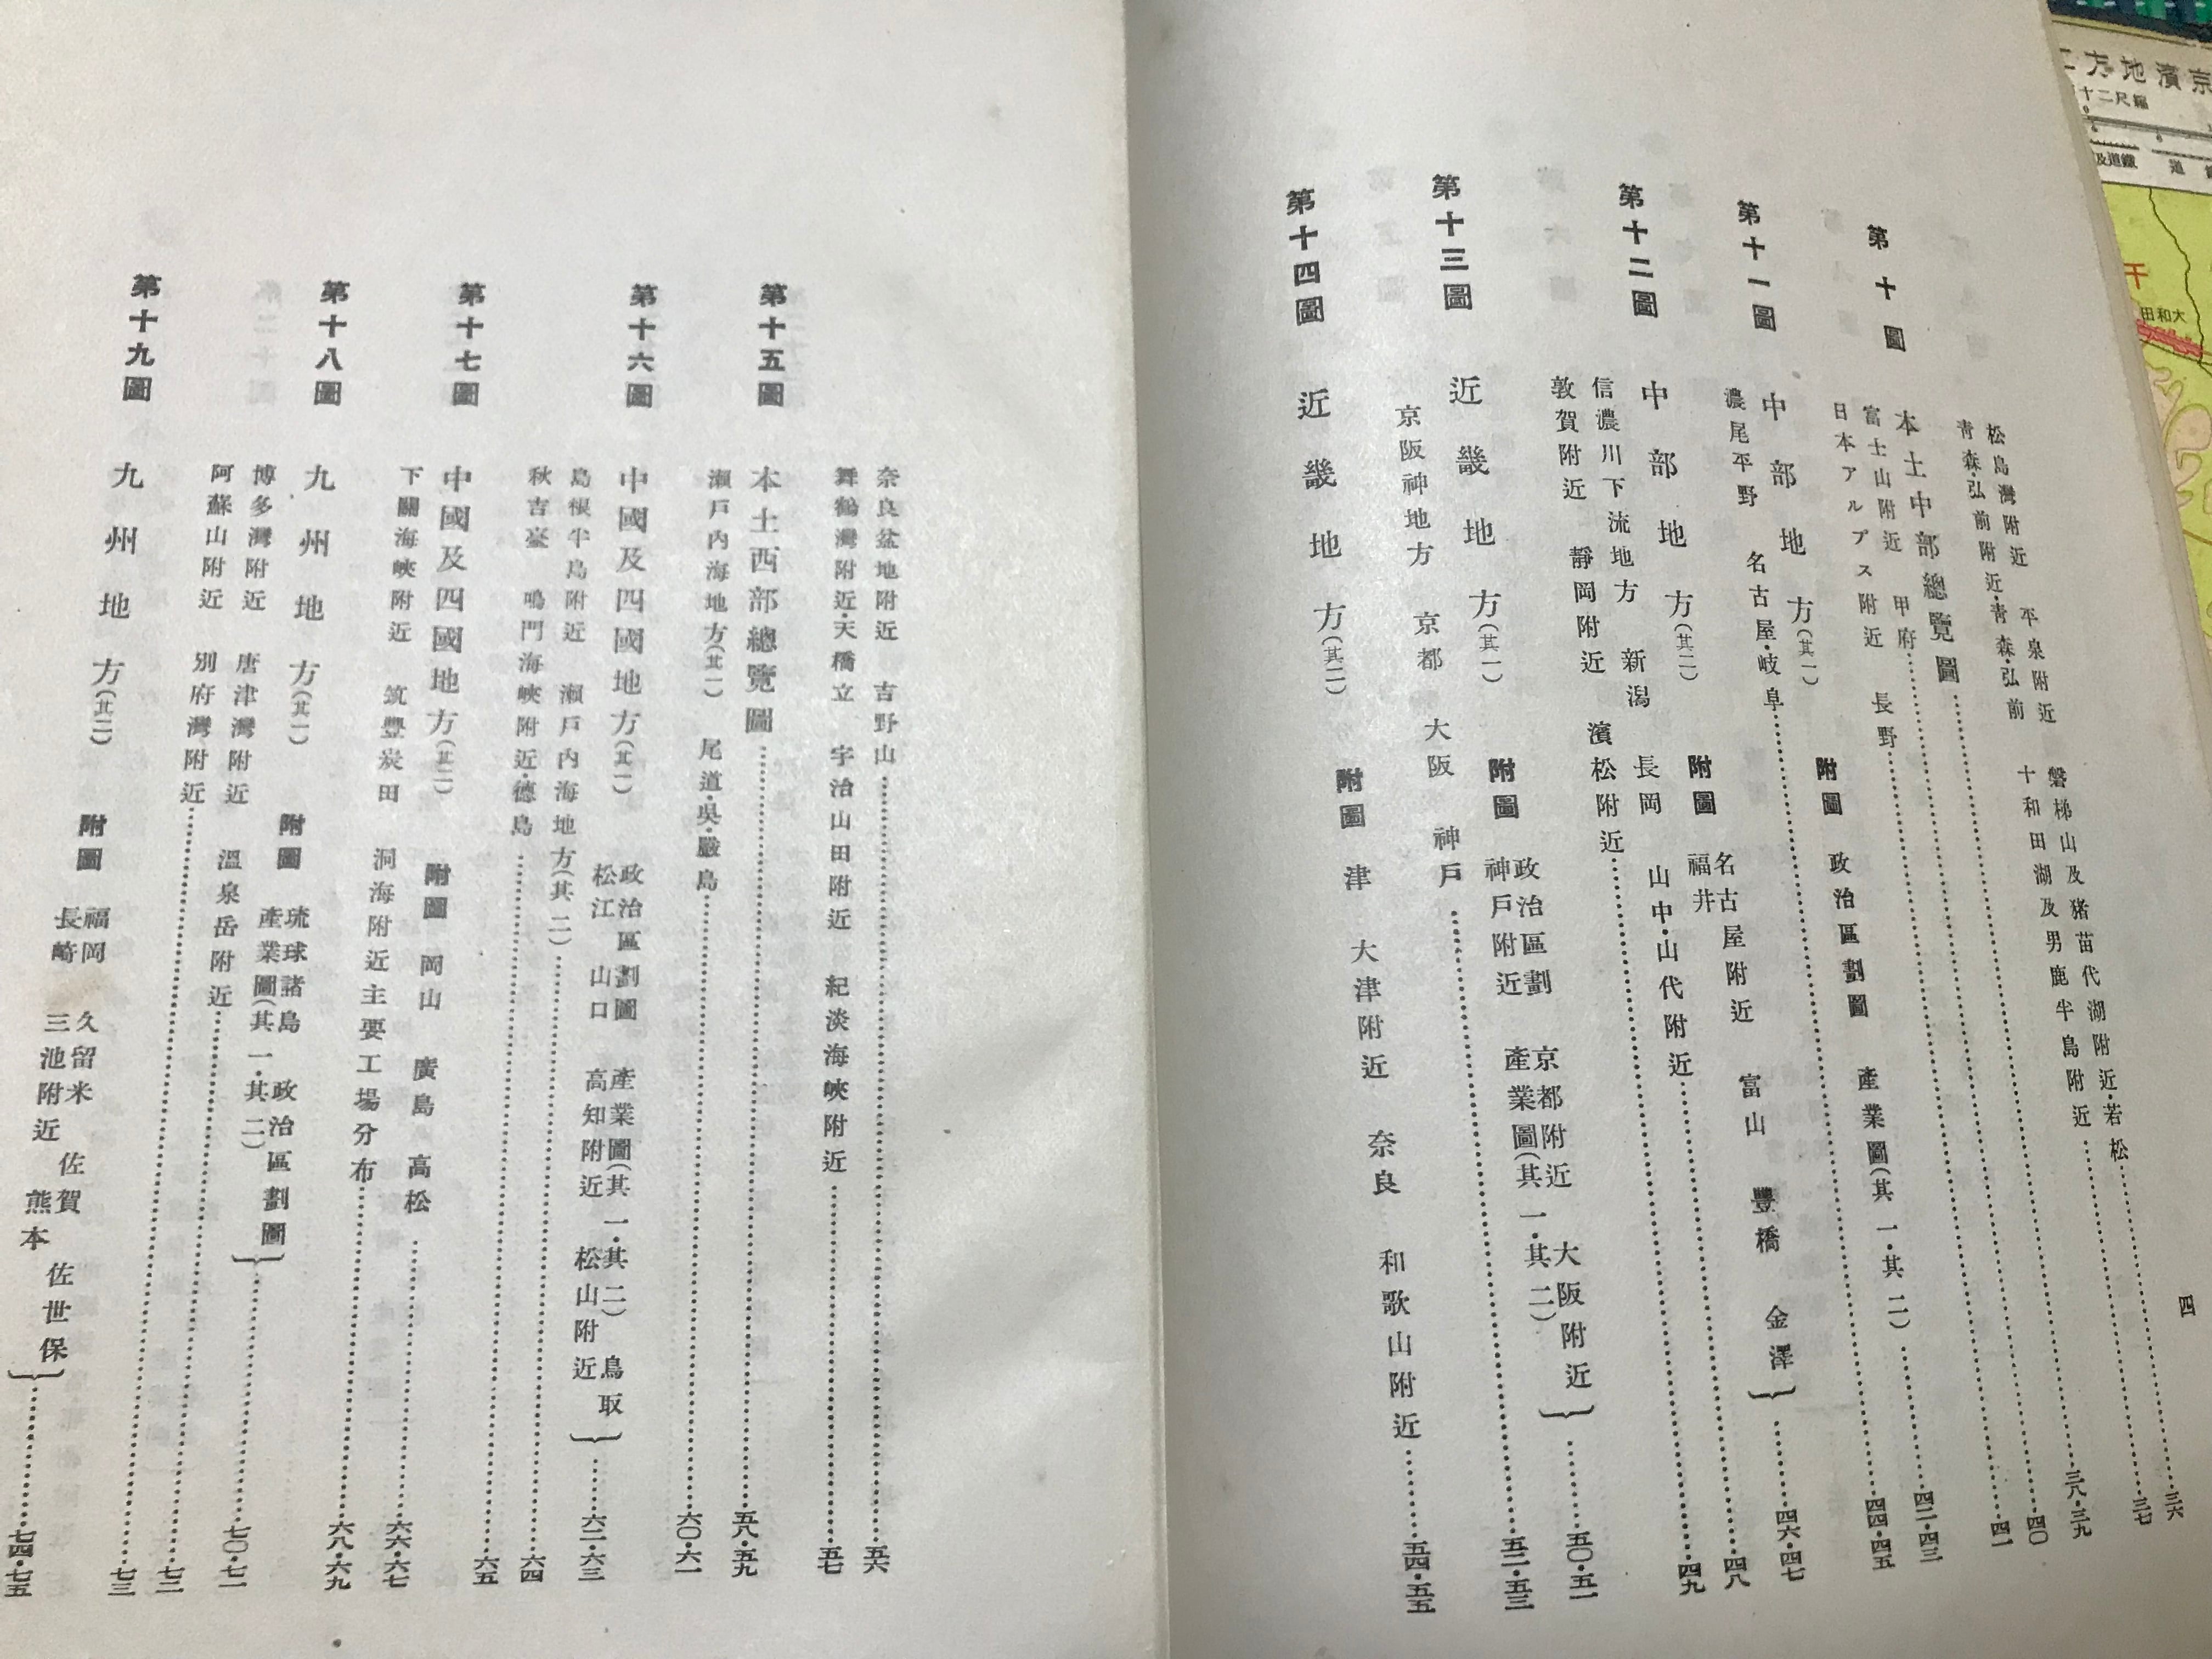 四
松島灣附近 平泉附近 磐梯山及猪苗代湖附近・若松……三六
靑森・弘前附近・靑森・弘前 十和田湖及男鹿半島附近……三七
第十圖 本土中部總覽圖……三八・三九
富士山附近 甲府……四〇
日本アルプス附近 長野……四一
第十一圖 中部地方(其一) 附圖 政治區劃圖 產業圖(其一・其二)……四二・四三
濃尾平野 名古屋・岐阜……四四・四五
第十二圖 中部地方(其二) 附圖 名古屋附近 富山 豐橋 金澤
福井……四六・四七
信濃川下流地方 新潟 長岡 山中・山代附近……四八
敦賀附近 靜岡附近 濱松附近……四九
第十三圖 近畿地方(其一) 附圖 政治區劃 京都附近 大阪附近
神戶附近 產業圖(其一・其二)……五〇・五一
京阪神地方 京都 大阪 神戶……五二・五三
第十四圖 近畿地方(其二) 附圖 津 大津附近 奈良 和歌山附近……五四・五五
奈良盆地附近 吉野山……五六
舞鶴灣附近・天橋立 宇治山田附近 紀淡海峽附近……五七
第十五圖 本土西部總覽圖……五八・五九
瀨戶內海地方(其一) 尾道・吳・嚴島……六〇・六一
第十六圖 中國及四國地方(其一) 政治區劃圖 產業圖(其一・其二) 鳥取
松江 山口 高知附近 松山附近……六二・六三
島根半島附近 瀨戶內海地方(其二)……六四
秋吉臺 鳴門海峽附近・德島……六五
第十七圖 中國及四國地方(其二) 附圖 岡山 廣島 高松……六六・六七
下關海峽附近 筑豐炭田 洞海附近主要工場分布……六八・六九
第十八圖 九州地方(其一) 附圖 琉球諸島 政治區劃圖
產業圖(其一・其二)……七〇・七一
博多灣附近 唐津灣附近 溫泉岳附近……七二
阿蘇山附近 別府灣附近……七三
第十九圖 九州地方(其二) 附圖 福岡 久留米 佐賀 佐世保
長崎 三池附近 熊本……七四・七五
京濱地方工
縮尺二十
鐵道及
道
千
大和田